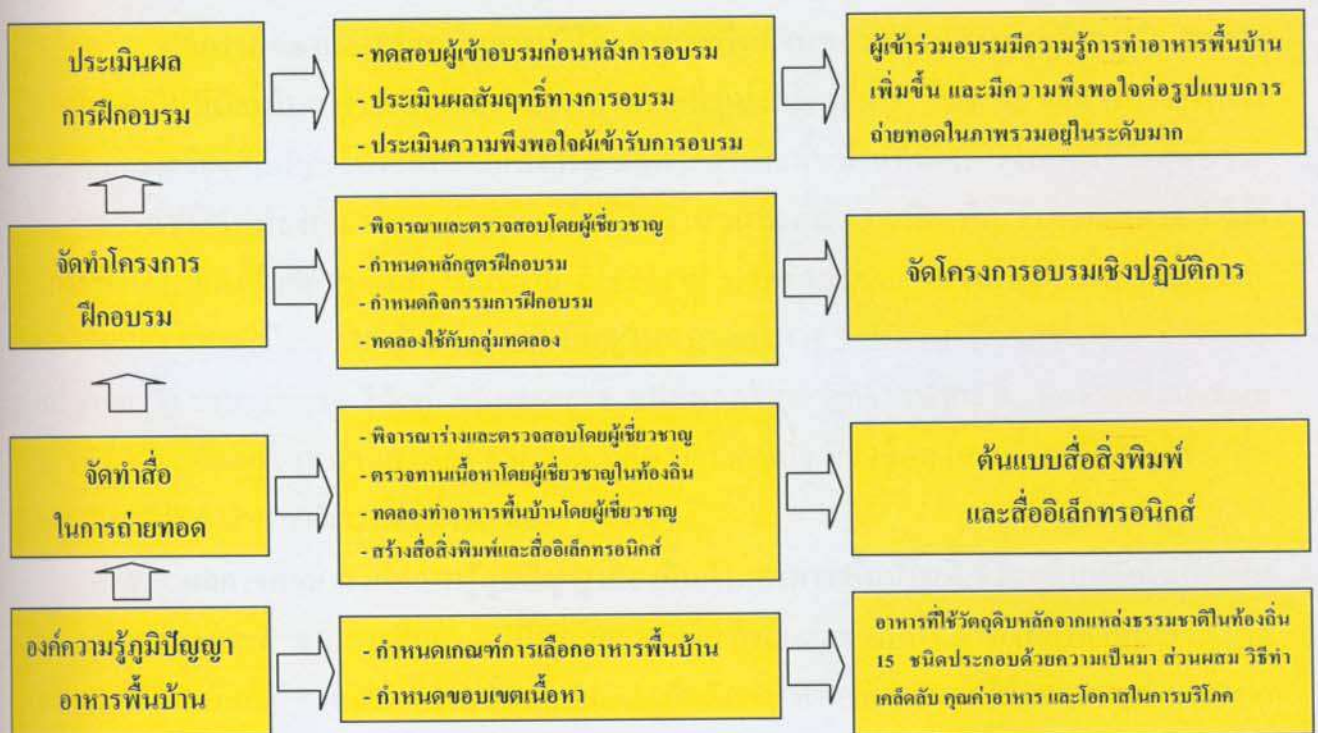 ประเมินผล
การฝึกอบรม
- ทดสอบผู้เข้าอบรมก่อนหลังการอบรม
- ประเมินผลสัมฤทธิ์ทางการอบรม
- ประเมินความพึงพอใจผู้เข้ารับการอบรม
ผู้เข้าร่วมอบรมมีความรู้การทำอาหารพื้นบ้าน
เพิ่มขึ้น และมีความพึงพอใจต่อรูปแบบการ
ถ่ายทอดในภาพรวมอยู่ในระดับมาก
จัดทำโครงการ
ฝึกอบรม
- พิจารณาและตรวจสอบโดยผู้เชี่ยวชาญ
- กำหนดหลักสูตรฝึกอบรม
- กำหนดกิจกรรมการฝึกอบรม
- ทดลองใช้กับกลุ่มทดลอง
จัดโครงการอบรมเชิงปฏิบัติการ
จัดทำสื่อ
ในการถ่ายทอด
- พิจารณาร่างและตรวจสอบโดยผู้เชี่ยวชาญ
- ตรวจทานเนื้อหาโดยผู้เชี่ยวชาญในท้องถิ่น
- ทดลองทำอาหารพื้นบ้านโดยผู้เชี่ยวชาญ
- สร้างสื่อสิ่งพิมพ์และสื่ออิเล็กทรอนิกส์
ต้นแบบสื่อสิ่งพิมพ์
และสื่ออิเล็กทรอนิกส์
องค์ความรู้ภูมิปัญญา
อาหารพื้นบ้าน
- กำหนดเกณฑ์การเลือกอาหารพื้นบ้าน
- กำหนดขอบเขตเนื้อหา
อาหารที่ใช้วัตถุดิบหลักจากแหล่งธรรมชาติในท้องถิ่น
15 ชนิดประกอบด้วยความเป็นมา ส่วนผสม วิธีทำ
เคล็ดลับ คุณค่าอาหาร และโอกาสในการบริโภค